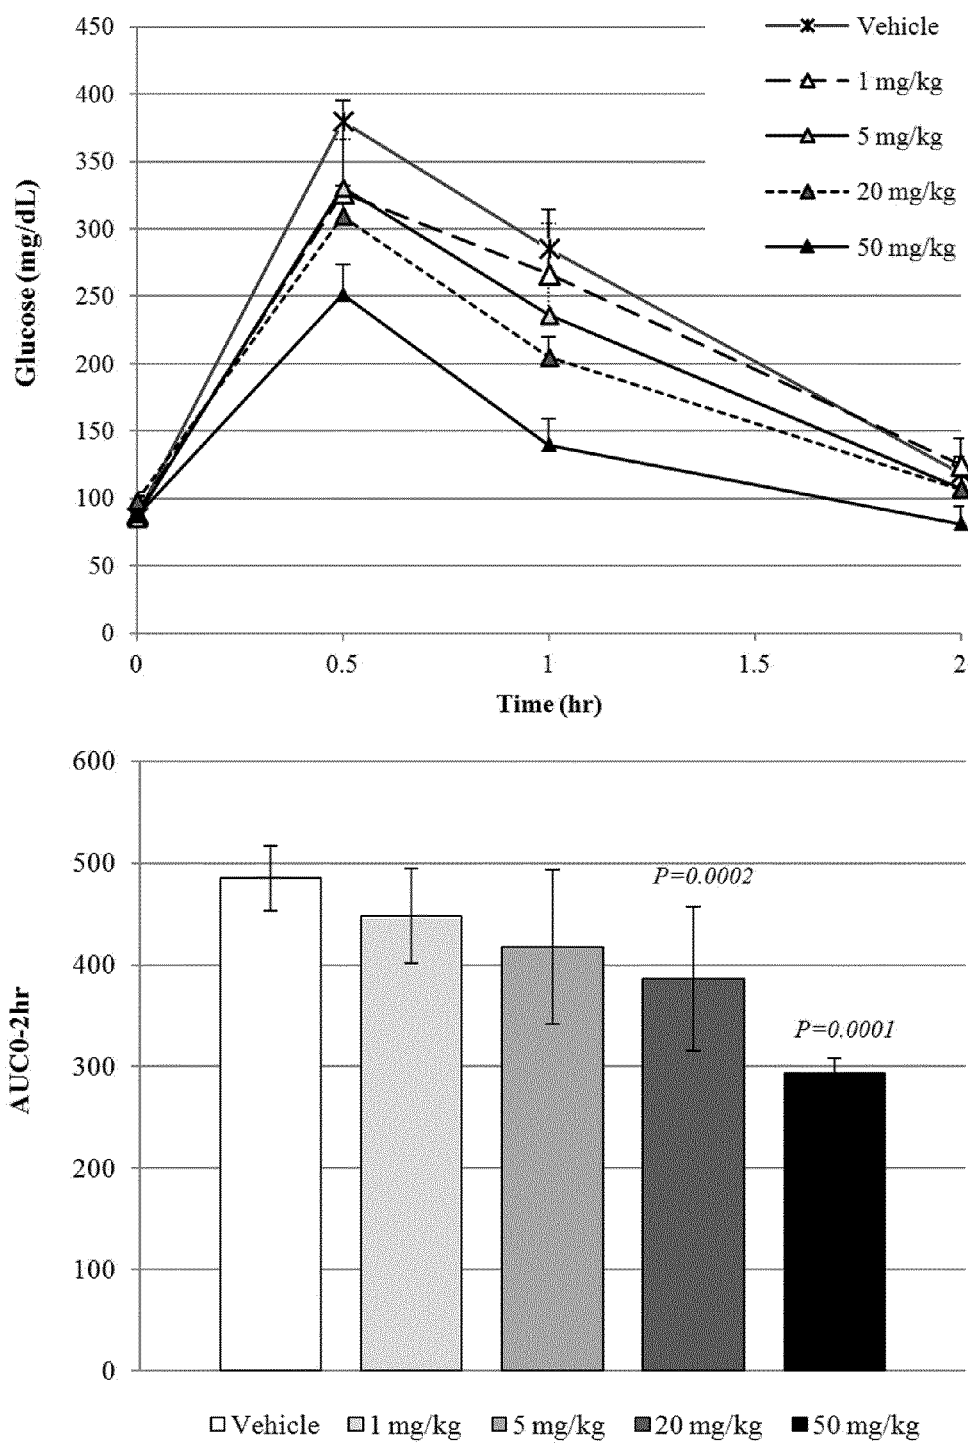 450
400
350
300
250
200
150
100
50
0
Glucose (mg/dL)
0
0.5
1
1.5
2
Time (hr)
Vehicle
1 mg/kg
5 mg/kg
20 mg/kg
50 mg/kg
600
500
400
300
200
100
0
AUC0-2hr
P=0.0002
P=0.0001
Vehicle 1 mg/kg 5 mg/kg 20 mg/kg 50 mg/kg